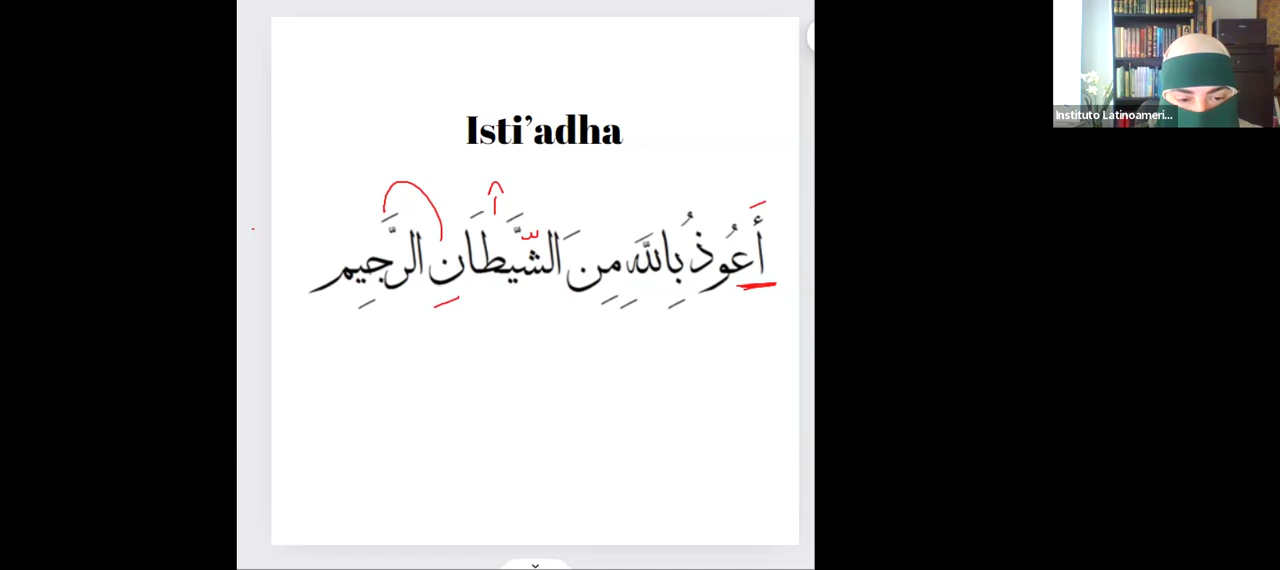 Isti’adha
أَعُوذُ بِاللَّهِ مِنَ الشَّيَّطَانِ الرَّجِيم
Instituto Latinoameri...